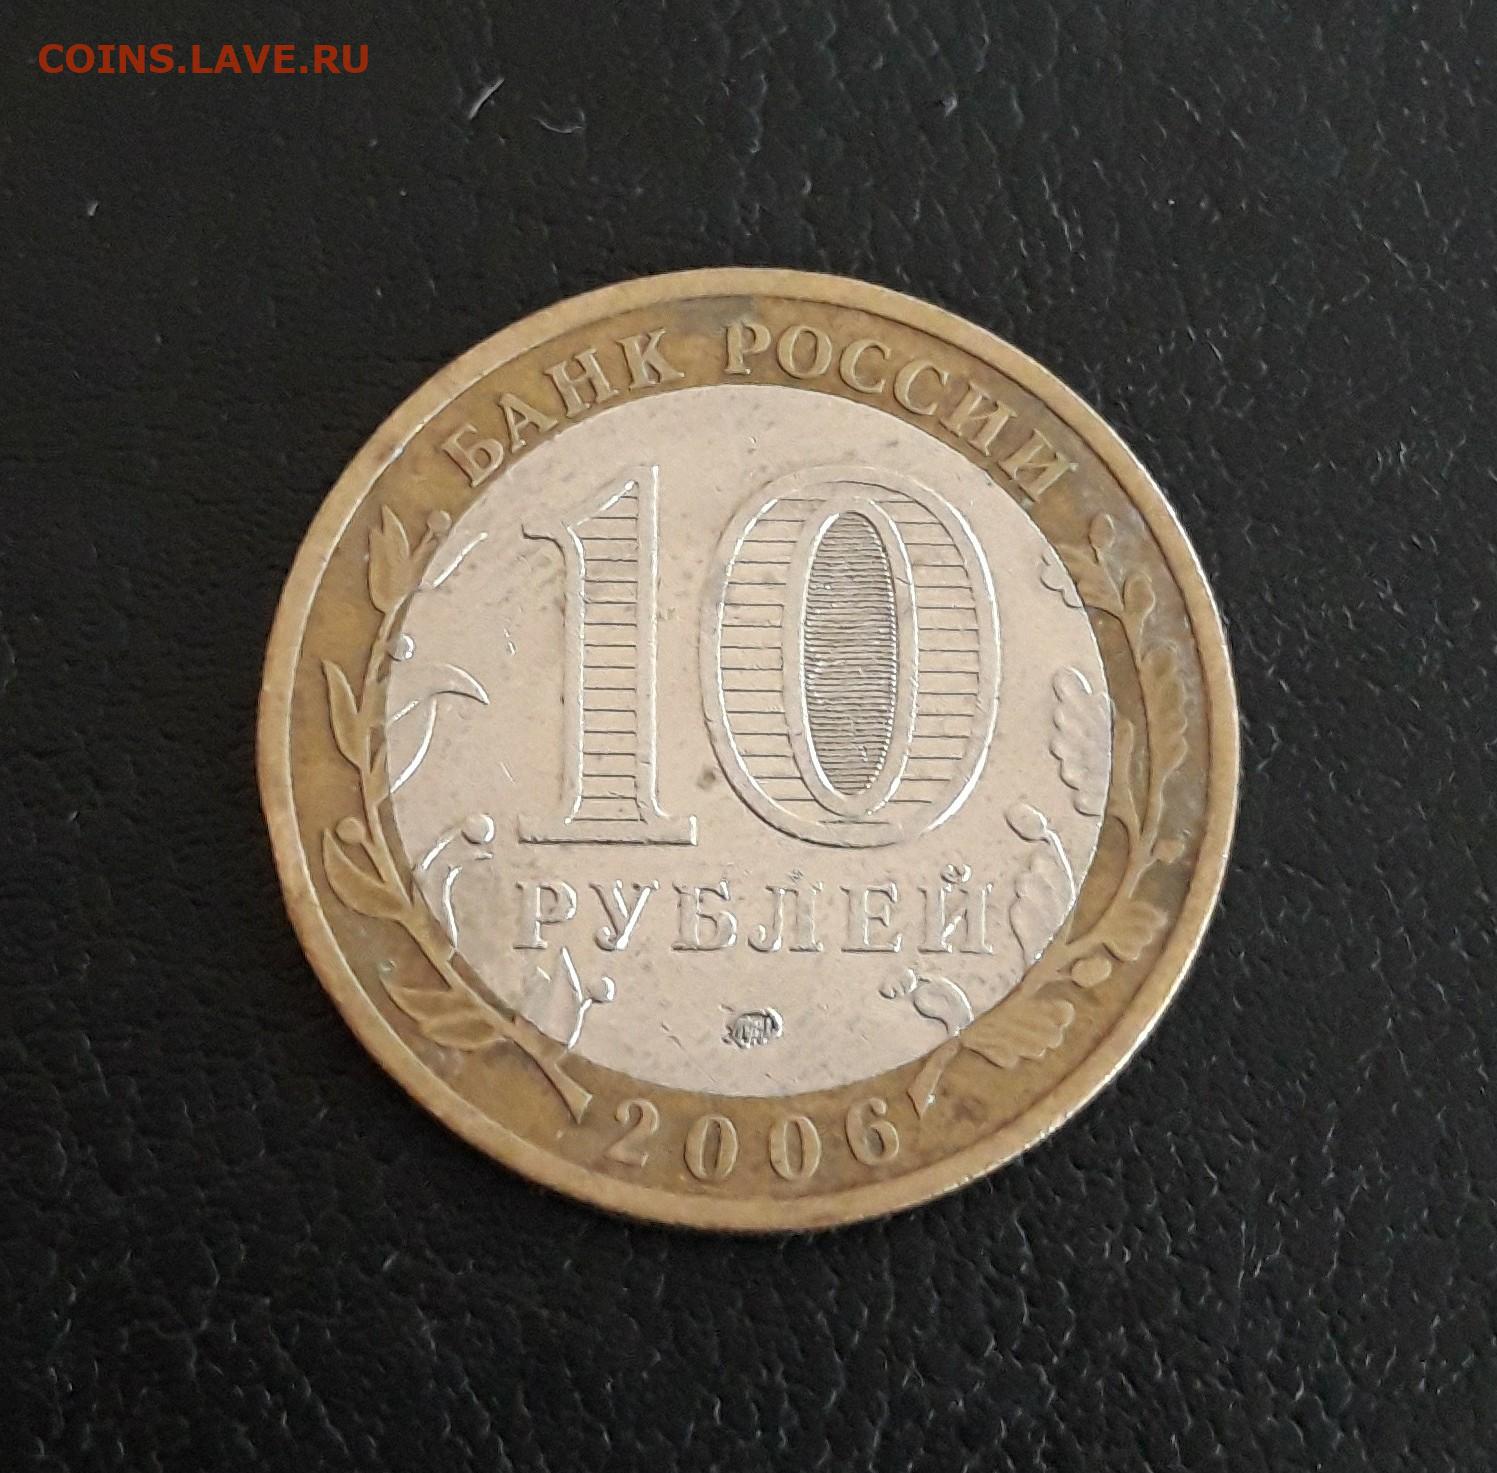 COINS.LAVE.RU
БАНК РОССИИ
10
РУБЛЕЙ
2006